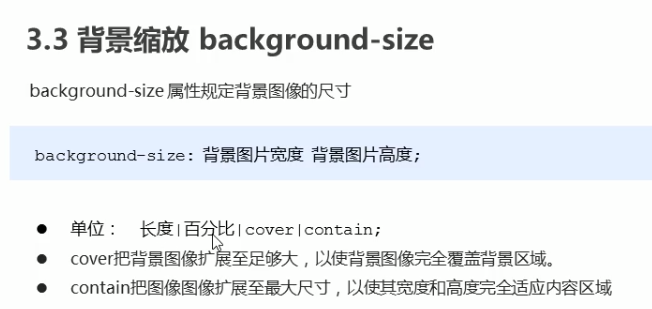 3.3 背景缩放 background-size
background-size 属性规定背景图像的尺寸
background-size: 背景图片宽度 背景图片高度;
● 单位： 长度|百分比|cover|contain;
● cover把背景图像扩展至足够大，以使背景图像完全覆盖背景区域。
● contain把图像图像扩展至最大尺寸，以使其宽度和高度完全适应内容区域